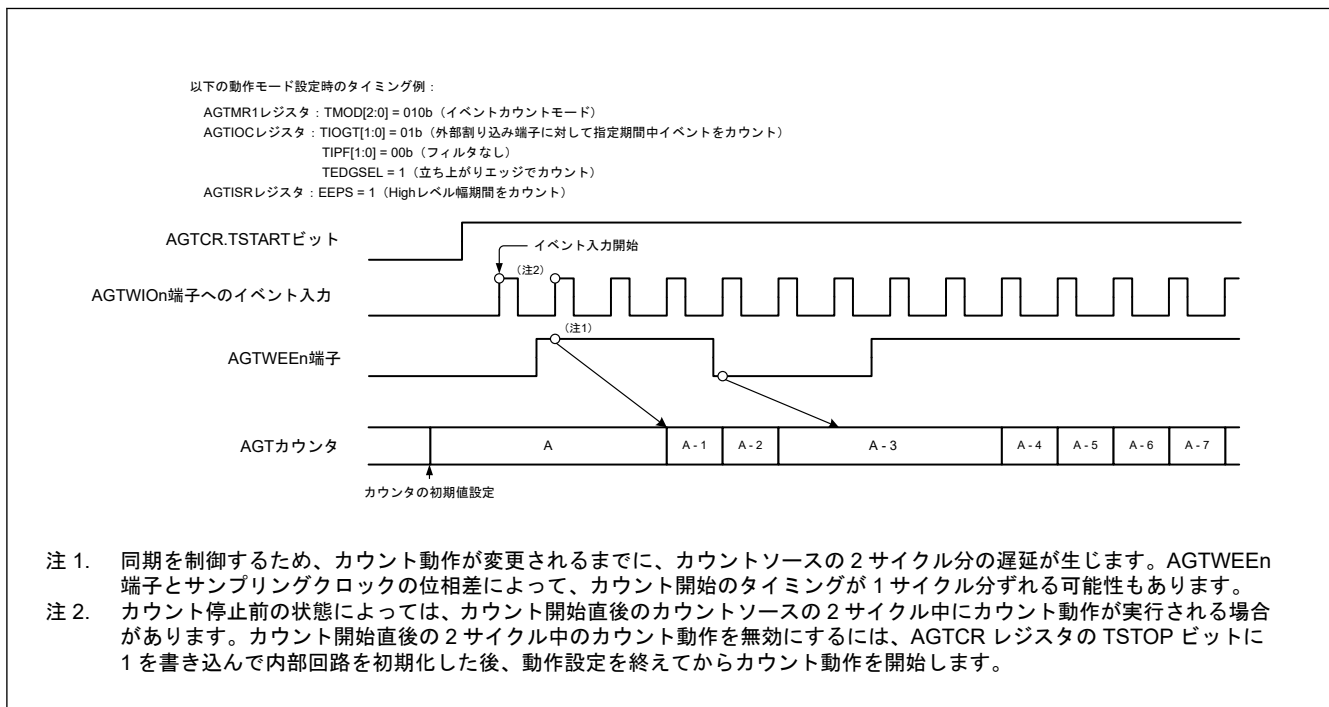 以下の動作モード設定時のタイミング例：
AGTMR1レジスタ：TMOD[2:0] = 010b（イベントカウントモード）
AGTIOCレジスタ：TIOGT[1:0] = 01b（外部割り込み端子に対して指定期間中イベントをカウント）
TIPF[1:0] = 00b（フィルタなし）
TEDGSEL = 1（立ち上がりエッジでカウント）
AGTISRレジスタ：EEPS = 1（Highレベル幅期間をカウント）
AGTCR.TSTARTビット
イベント入力開始
（注2）
AGTWIOn端子へのイベント入力
（注1）
AGTWEEn端子
AGTカウンタ
A
A - 1
A - 2
A - 3
A - 4
A - 5
A - 6
A - 7
カウンタの初期値設定
注 1. 同期を制御するため、カウント動作が変更されるまでに、カウントソースの 2 サイクル分の遅延が生じます。AGTWEEn
端子とサンプリングクロックの位相差によって、カウント開始のタイミングが 1 サイクル分ずれる可能性もあります。
注 2. カウント停止前の状態によっては、カウント開始直後のカウントソースの 2 サイクル中にカウント動作が実行される場合
があります。カウント開始直後の 2 サイクル中のカウント動作を無効にするには、AGTCR レジスタの TSTOP ビットに
1 を書き込んで内部回路を初期化した後、動作設定を終えてからカウント動作を開始します。